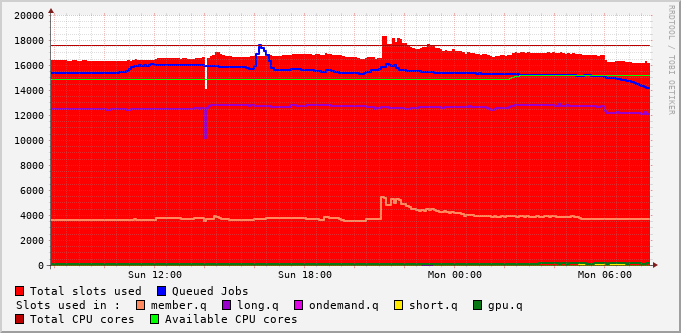 20000
18000
16000
14000
12000
10000
8000
6000
4000
2000
0
Sun 12:00 Sun 18:00 Mon 00:00 Mon 06:00
RRDTOOL / TOBI OETIKER
Total slots used Queued Jobs
Slots used in : member.q long.q ondemand.q short.q gpu.q
Total CPU cores Available CPU cores